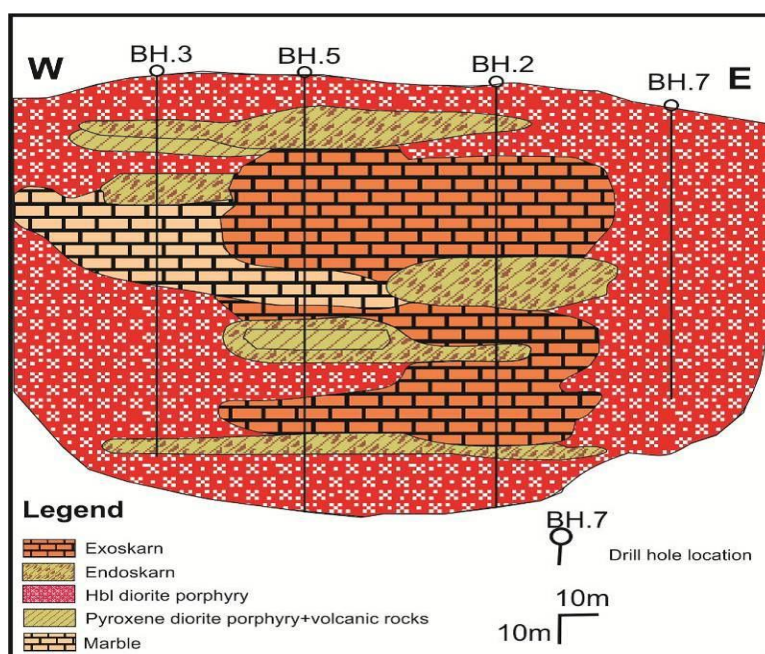 W
BH.3
BH.5
BH.2
BH.7
E
Legend
Exoskarn
Endoskarn
Hbl diorite porphyry
Pyroxene diorite porphyry+volcanic rocks
Marble
BH.7
Drill hole location
10m
10m